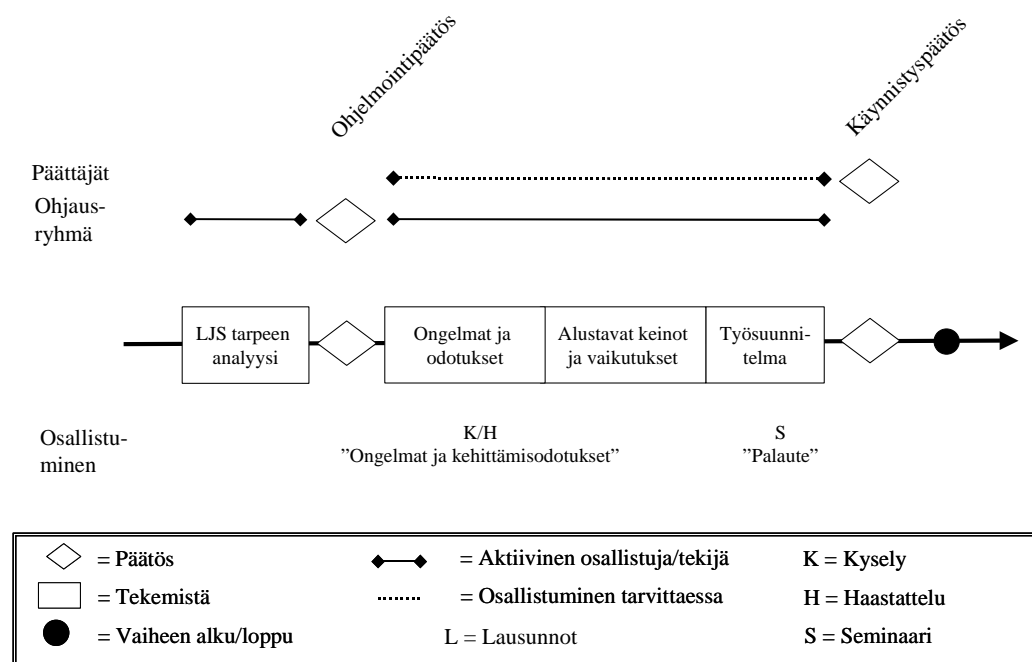 Ohjelmointipäätös
Käynnistyspäätös
Päättäjät
Ohjaus-
ryhmä
LJS tarpeen
analyysi
Ongelmat ja
odotukset
Alustavat keinot
ja vaikutukset
Työsuunni-
telma
Osallistu-
minen
K/H
”Ongelmat ja kehittämisodotukset”
S
”Palaute”
= Päätös
= Aktiivinen osallistuja/tekijä
K = Kysely
= Tekemistä
= Osallistuminen tarvittaessa
H = Haastattelu
= Vaiheen alku/loppu
L = Lausunnot
S = Seminaari